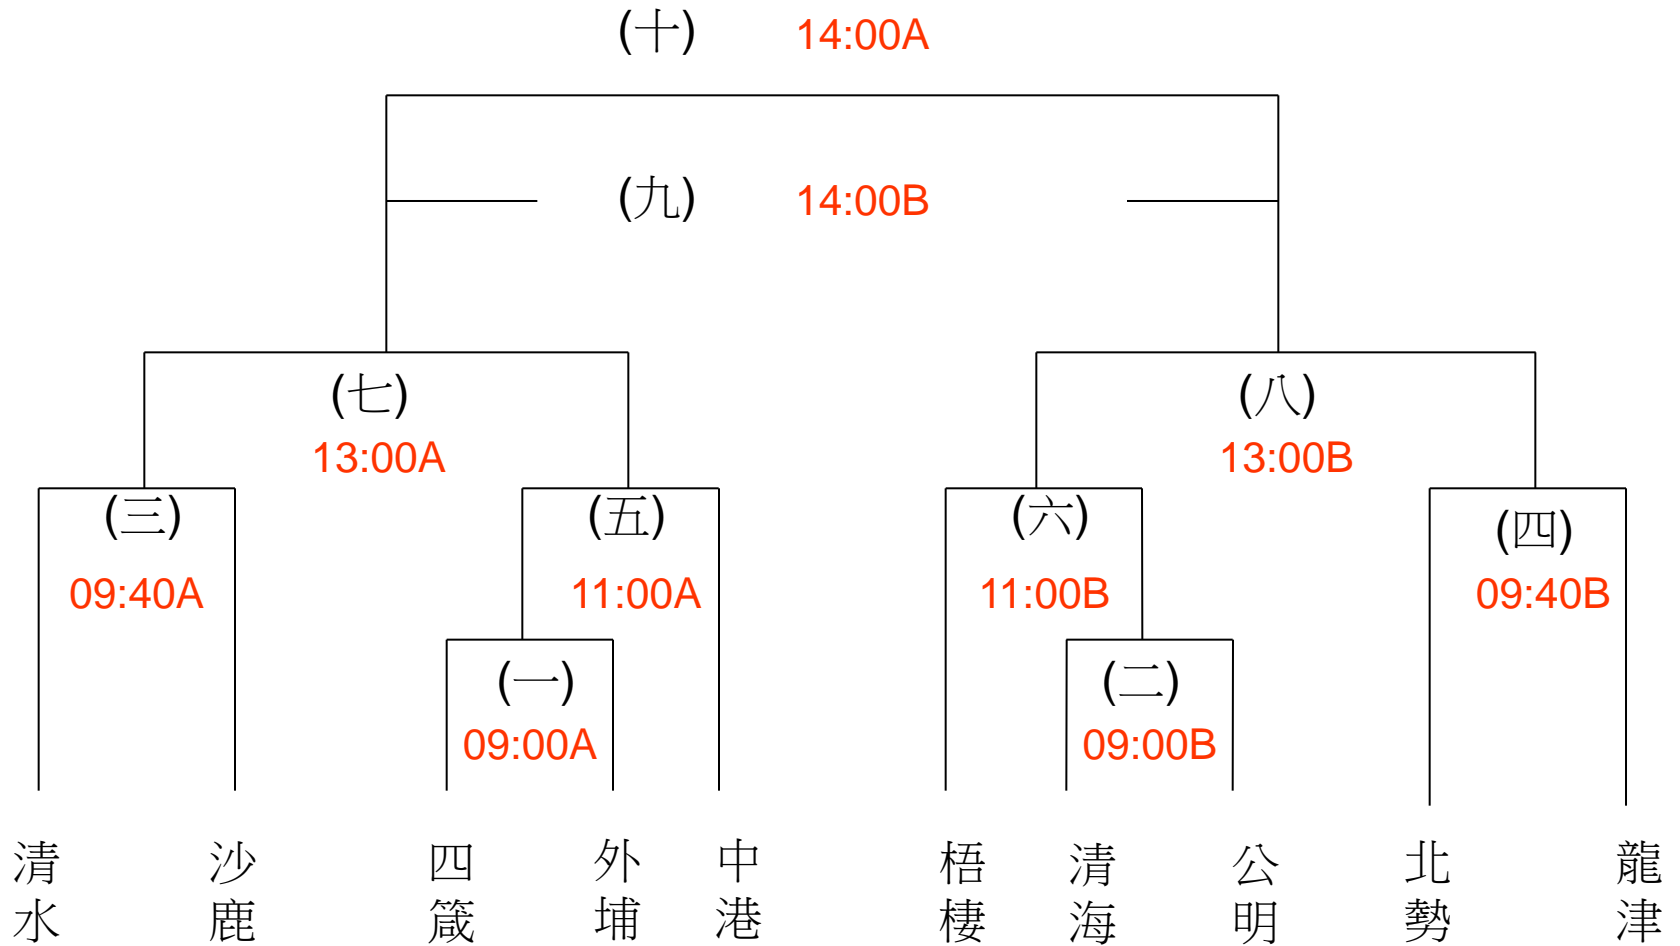 (十) 14:00A
(九) 14:00B
(七) (八)
13:00A 13:00B
(三) (五) (六) (四)
09:40A 11:00A 11:00B 09:40B
(一) (二)
09:00A 09:00B
清水 沙鹿 四箴 外埔 中港 梧棲 清海 公明 北勢 龍津